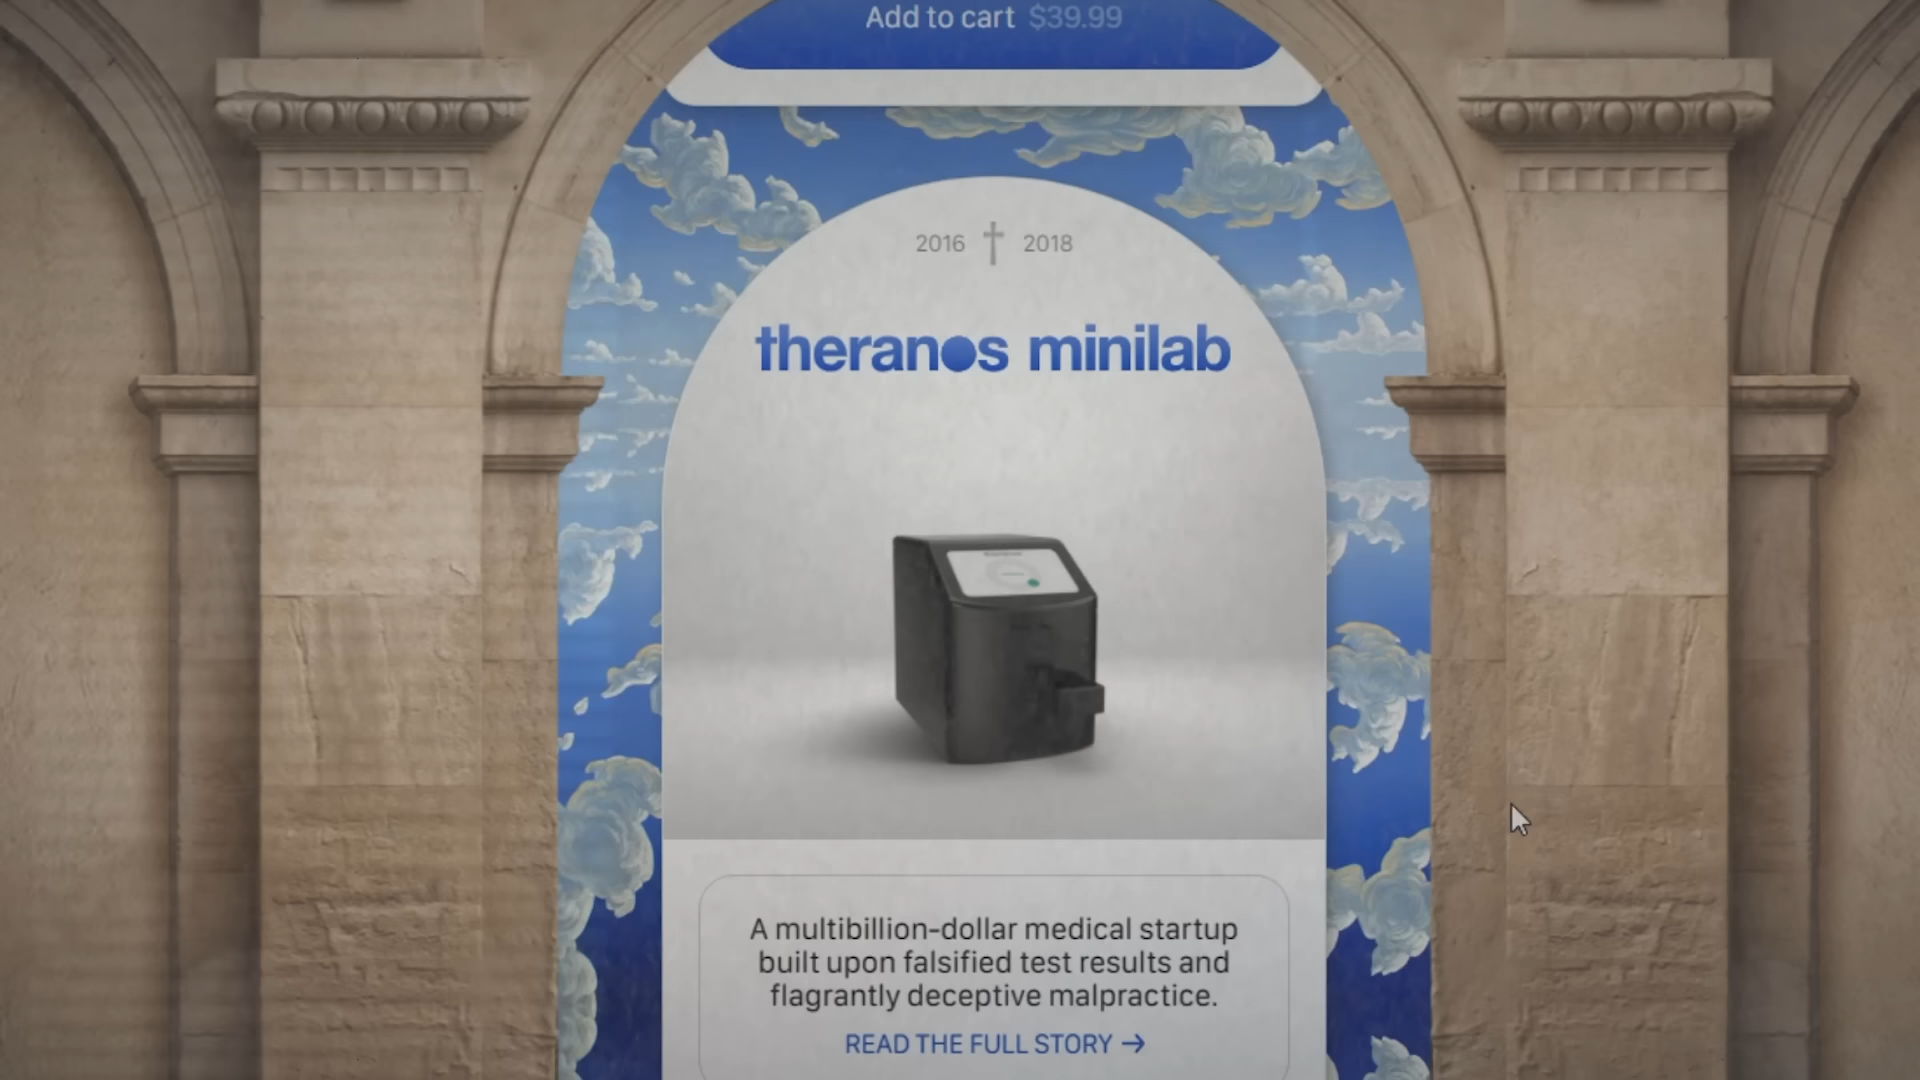 Add to cart $39.99
2016 † 2018
theranos minilab
A multibillion-dollar medical startup
built upon falsified test results and
flagrantly deceptive malpractice.
READ THE FULL STORY →